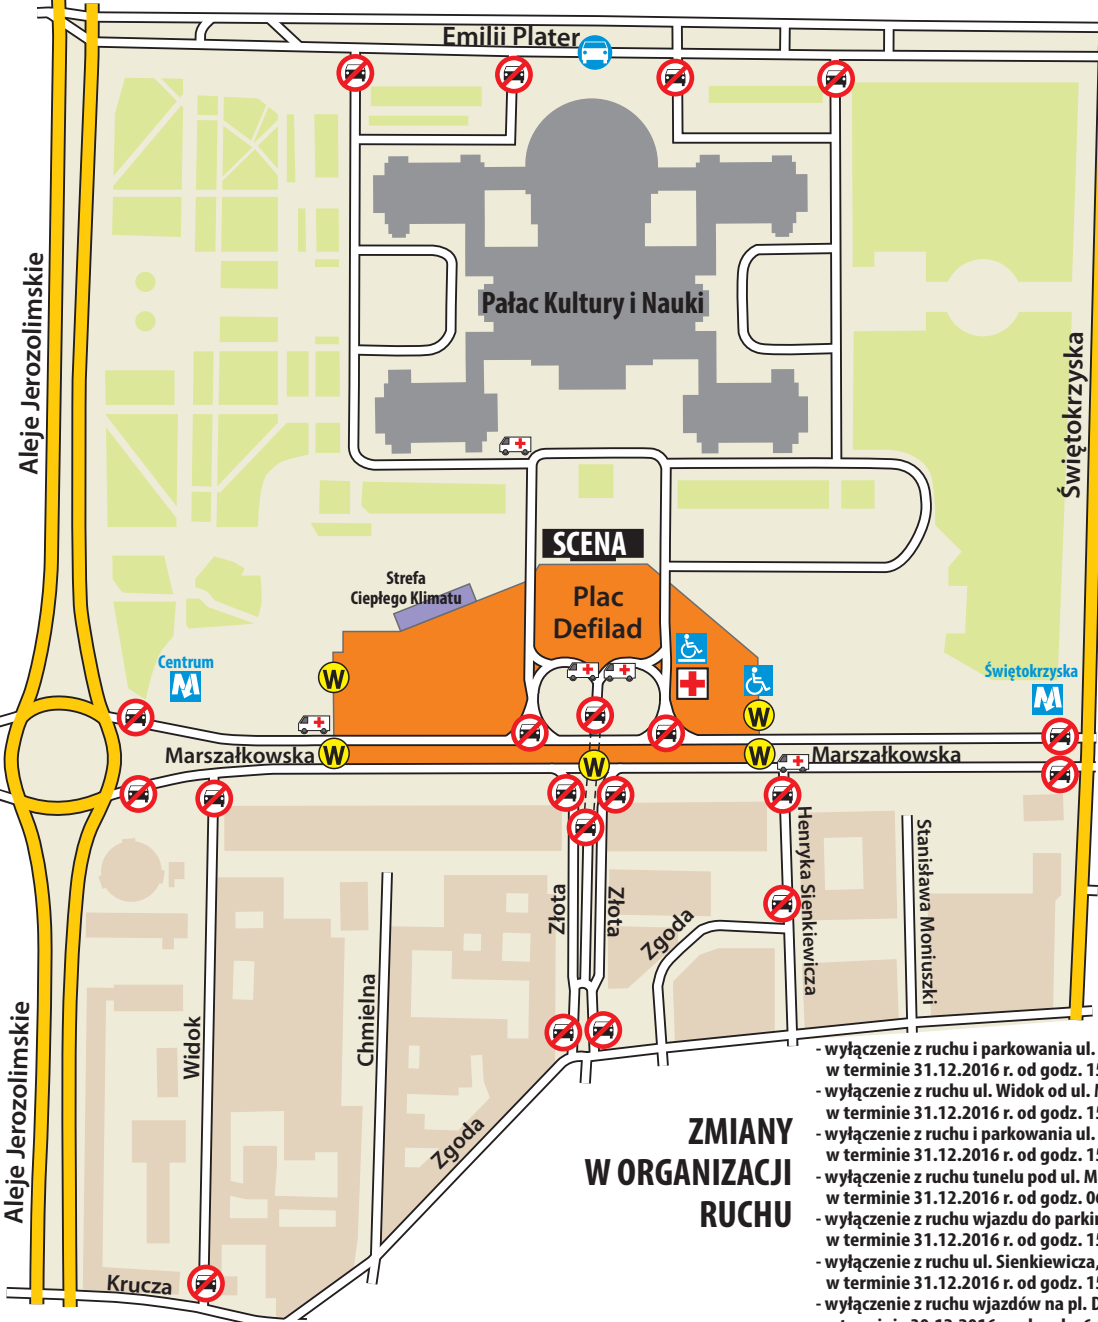 Emilii Plater
Aleje Jerozolimskie
Pałac Kultury i Nauki
Świętokrzyska
SCENA
Strefa
Ciepłego Klimatu
Plac
Defilad
Centrum
M
Świętokrzyska
M
W
W
W
W
W
Marszałkowska
Marszałkowska
Henryka Sienkiewicza
Stanisława Moniuszki
Złota
Złota
Zgoda
Chmielna
Widok
Aleje Jerozolimskie
Zgoda
Krucza
ZMIANY
W ORGANIZACJI
RUCHU
- wyłączenie z ruchu i parkowania ul.
w terminie 31.12.2016 r. od godz. 15
- wyłączenie z ruchu ul. Widok od ul.
w terminie 31.12.2016 r. od godz. 15
- wyłączenie z ruchu i parkowania ul.
w terminie 31.12.2016 r. od godz. 15
- wyłączenie z ruchu tunelu pod ul.
w terminie 31.12.2016 r. od godz.
- wyłączenie z ruchu wjazdu do
w terminie 31.12.2016 r. od godz. 15
- wyłączenie z ruchu ul. Sienkiewicza,
w terminie 31.12.2016 r. od godz. 15
- wyłączenie z ruchu wjazdów na pl.